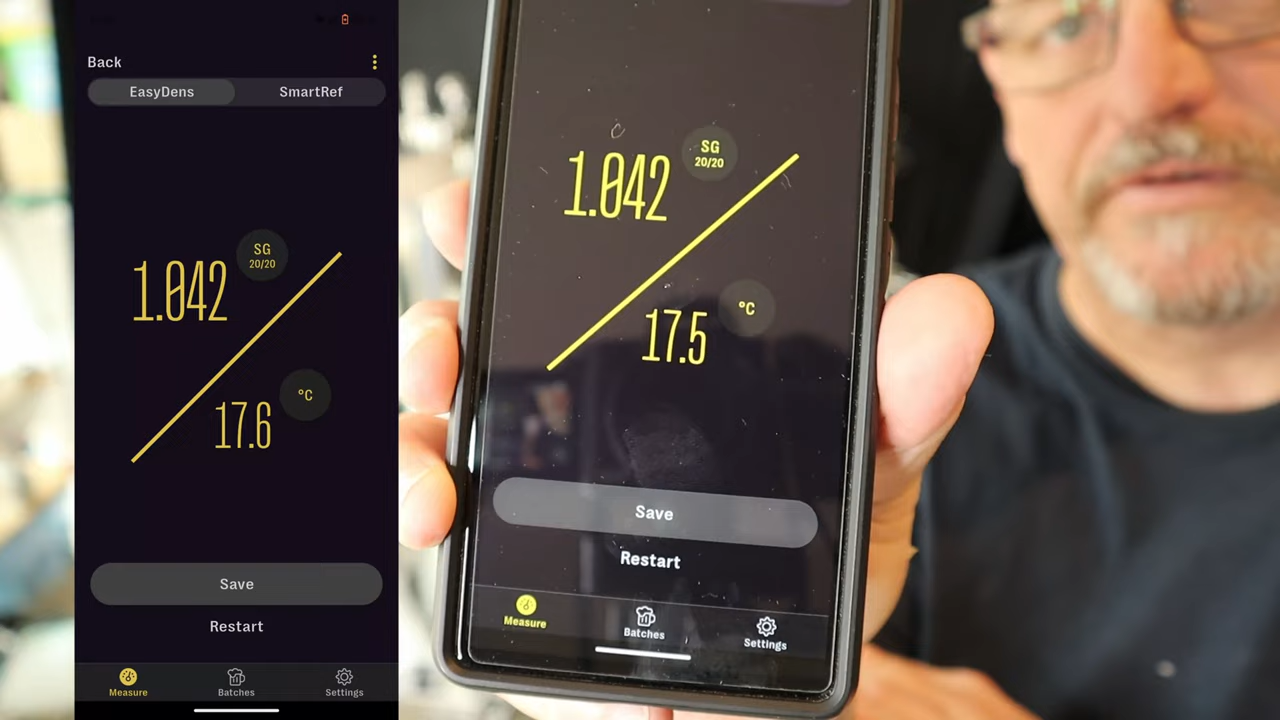 Back
EasyDens
SmartRef
1.042
SG
20/20
17.6
°C
Save
Restart
Measure
Batches
Settings
1.042
SG
20/20
17.5
°C
Save
Restart
Measure
Batches
Settings